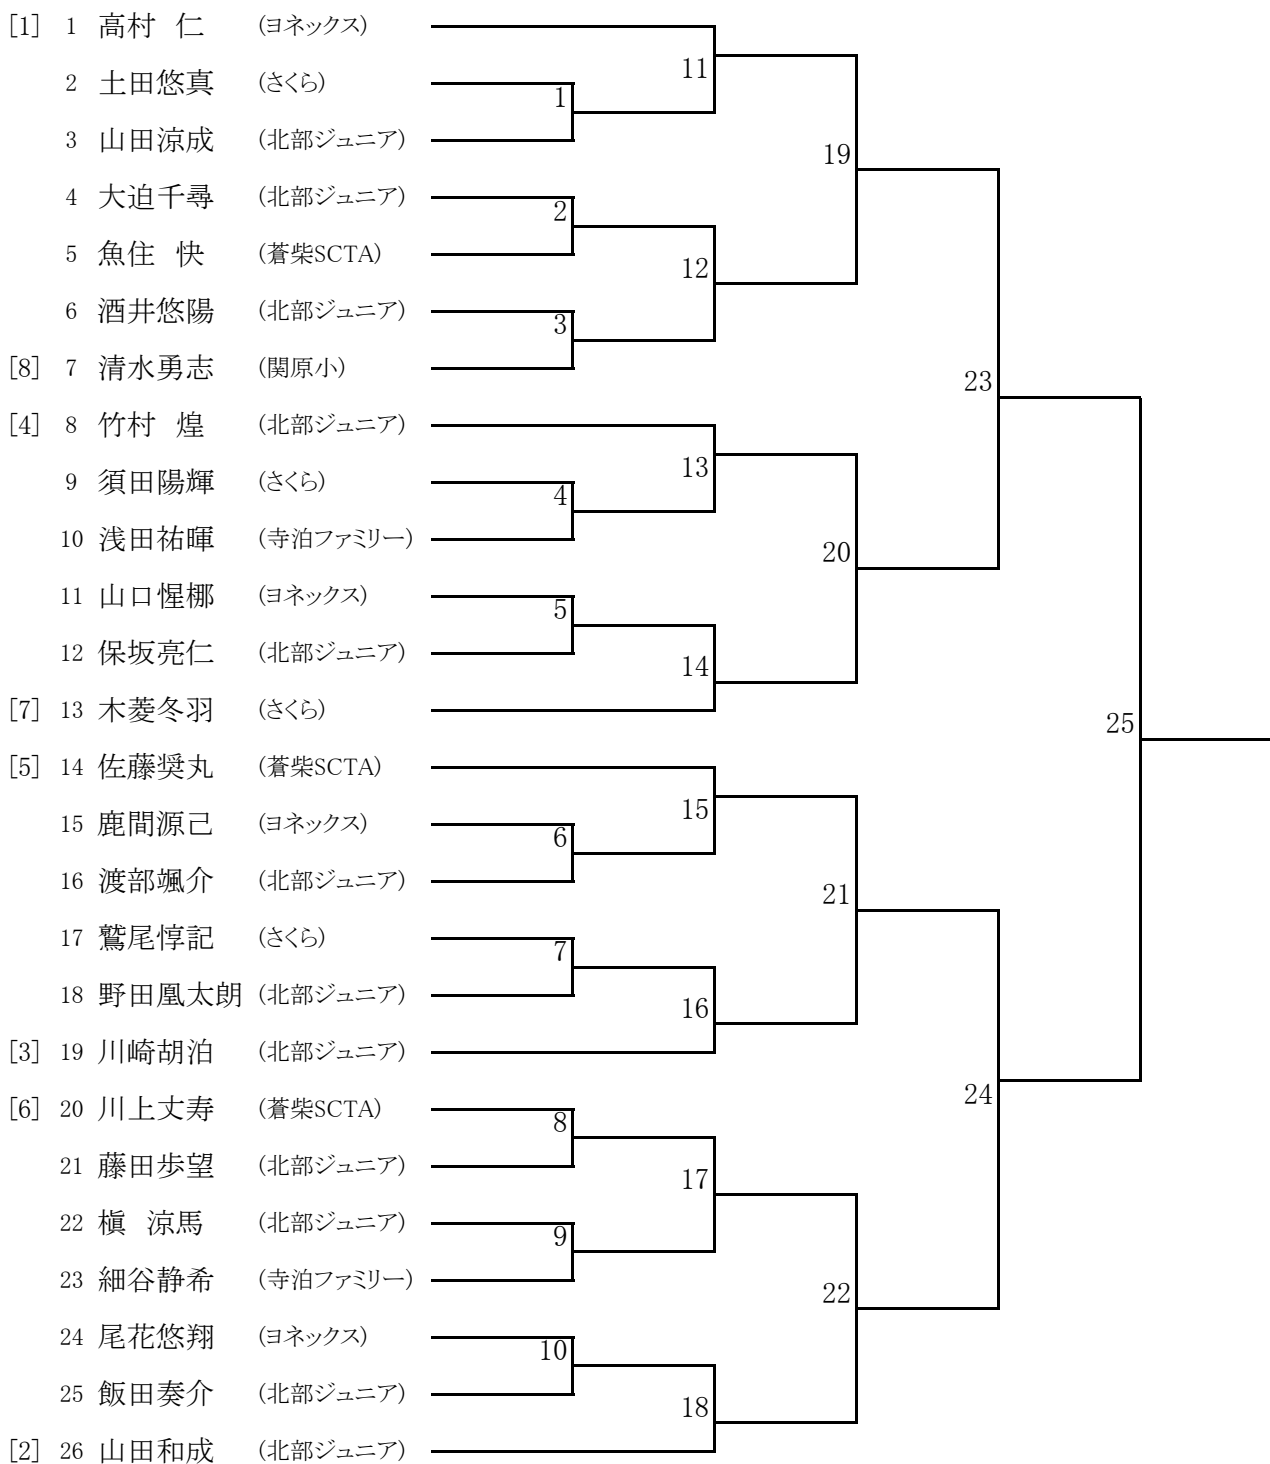 [1] 1 高村 仁 (ヨネックス)
11
2 土田悠真 (さくら)
1
3 山田涼成 (北部ジュニア)
19
4 大迫千尋 (北部ジュニア)
2
5 魚住 快 (蒼柴SCTA)
12
6 酒井悠陽 (北部ジュニア)
3
[8] 7 清水勇志 (関原小)
23
[4] 8 竹村 煌 (北部ジュニア)
13
9 須田陽輝 (さくら)
4
10 浅田祐暉 (寺泊ファミリー)
20
11 山口惺梛 (ヨネックス)
5
12 保坂亮仁 (北部ジュニア)
14
[7] 13 木菱冬羽 (さくら)
25
[5] 14 佐藤奨丸 (蒼柴SCTA)
15
15 鹿間源己 (ヨネックス)
6
16 渡部颯介 (北部ジュニア)
21
17 鷲尾惇記 (さくら)
7
18 野田凰太朗 (北部ジュニア)
16
[3] 19 川崎胡泊 (北部ジュニア)
24
[6] 20 川上丈寿 (蒼柴SCTA)
8
21 藤田歩望 (北部ジュニア)
17
22 槇 涼馬 (北部ジュニア)
9
23 細谷静希 (寺泊ファミリー)
22
24 尾花悠翔 (ヨネックス)
10
25 飯田奏介 (北部ジュニア)
18
[2] 26 山田和成 (北部ジュニア)